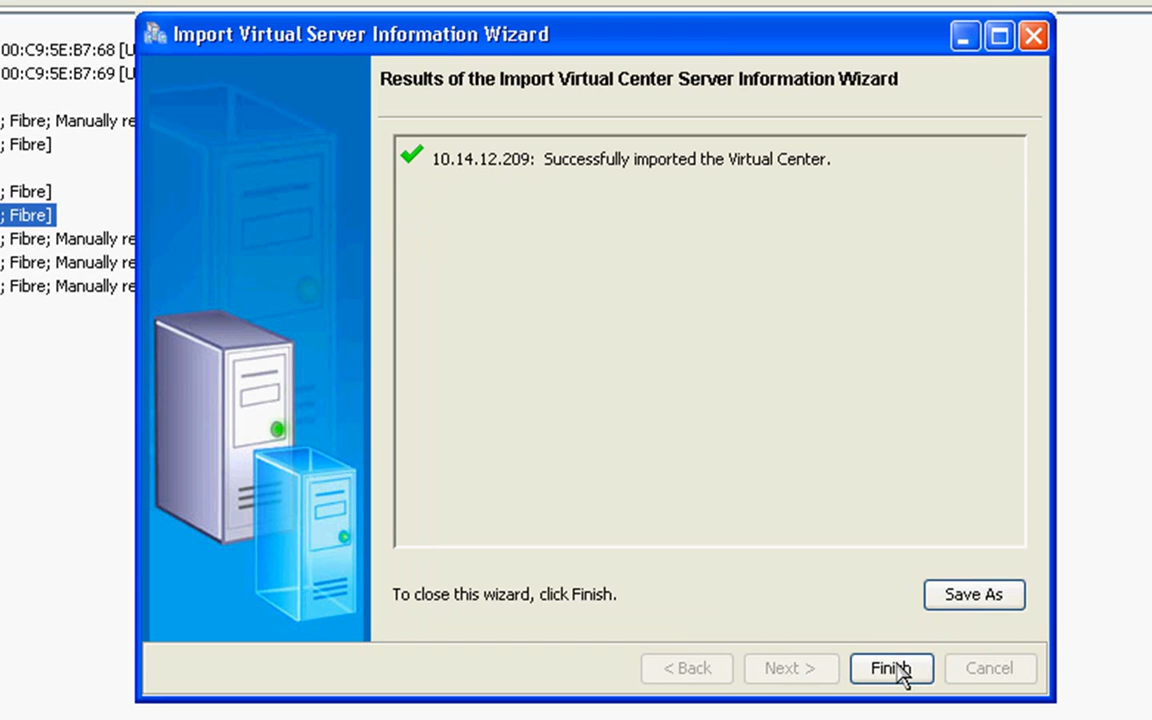 Import Virtual Server Information Wizard
00:C9:5E:B7:68 [U
00:C9:5E:B7:69 [U
; Fibre; Manually re
; Fibre]
; Fibre]
; Fibre]
; Fibre; Manually re
; Fibre; Manually re
; Fibre; Manually re
Results of the Import Virtual Center Server Information Wizard
10.14.12.209: Successfully imported the Virtual Center.
To close this wizard, click Finish.
Save As
< Back
Next >
Finish
Cancel